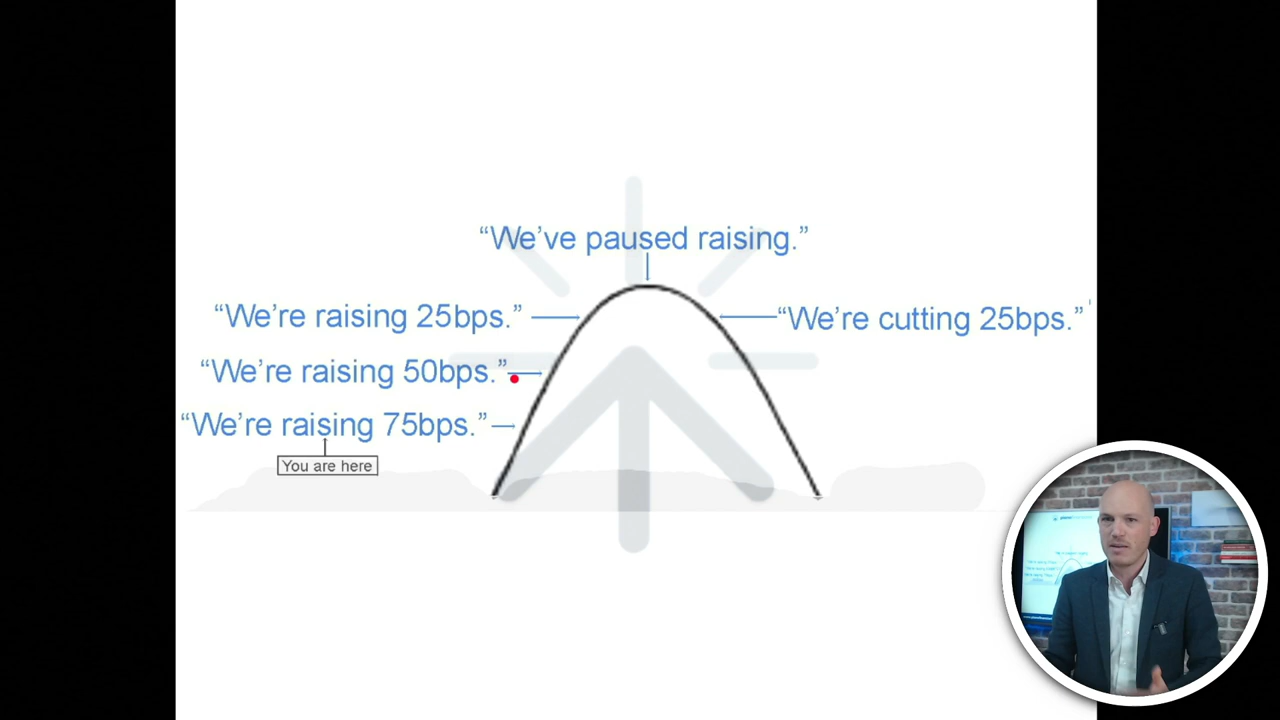 “We’ve paused raising.”
“We’re raising 25bps.”
“We’re cutting 25bps.”
“We’re raising 50bps.”
“We’re raising 75bps.”
You are here